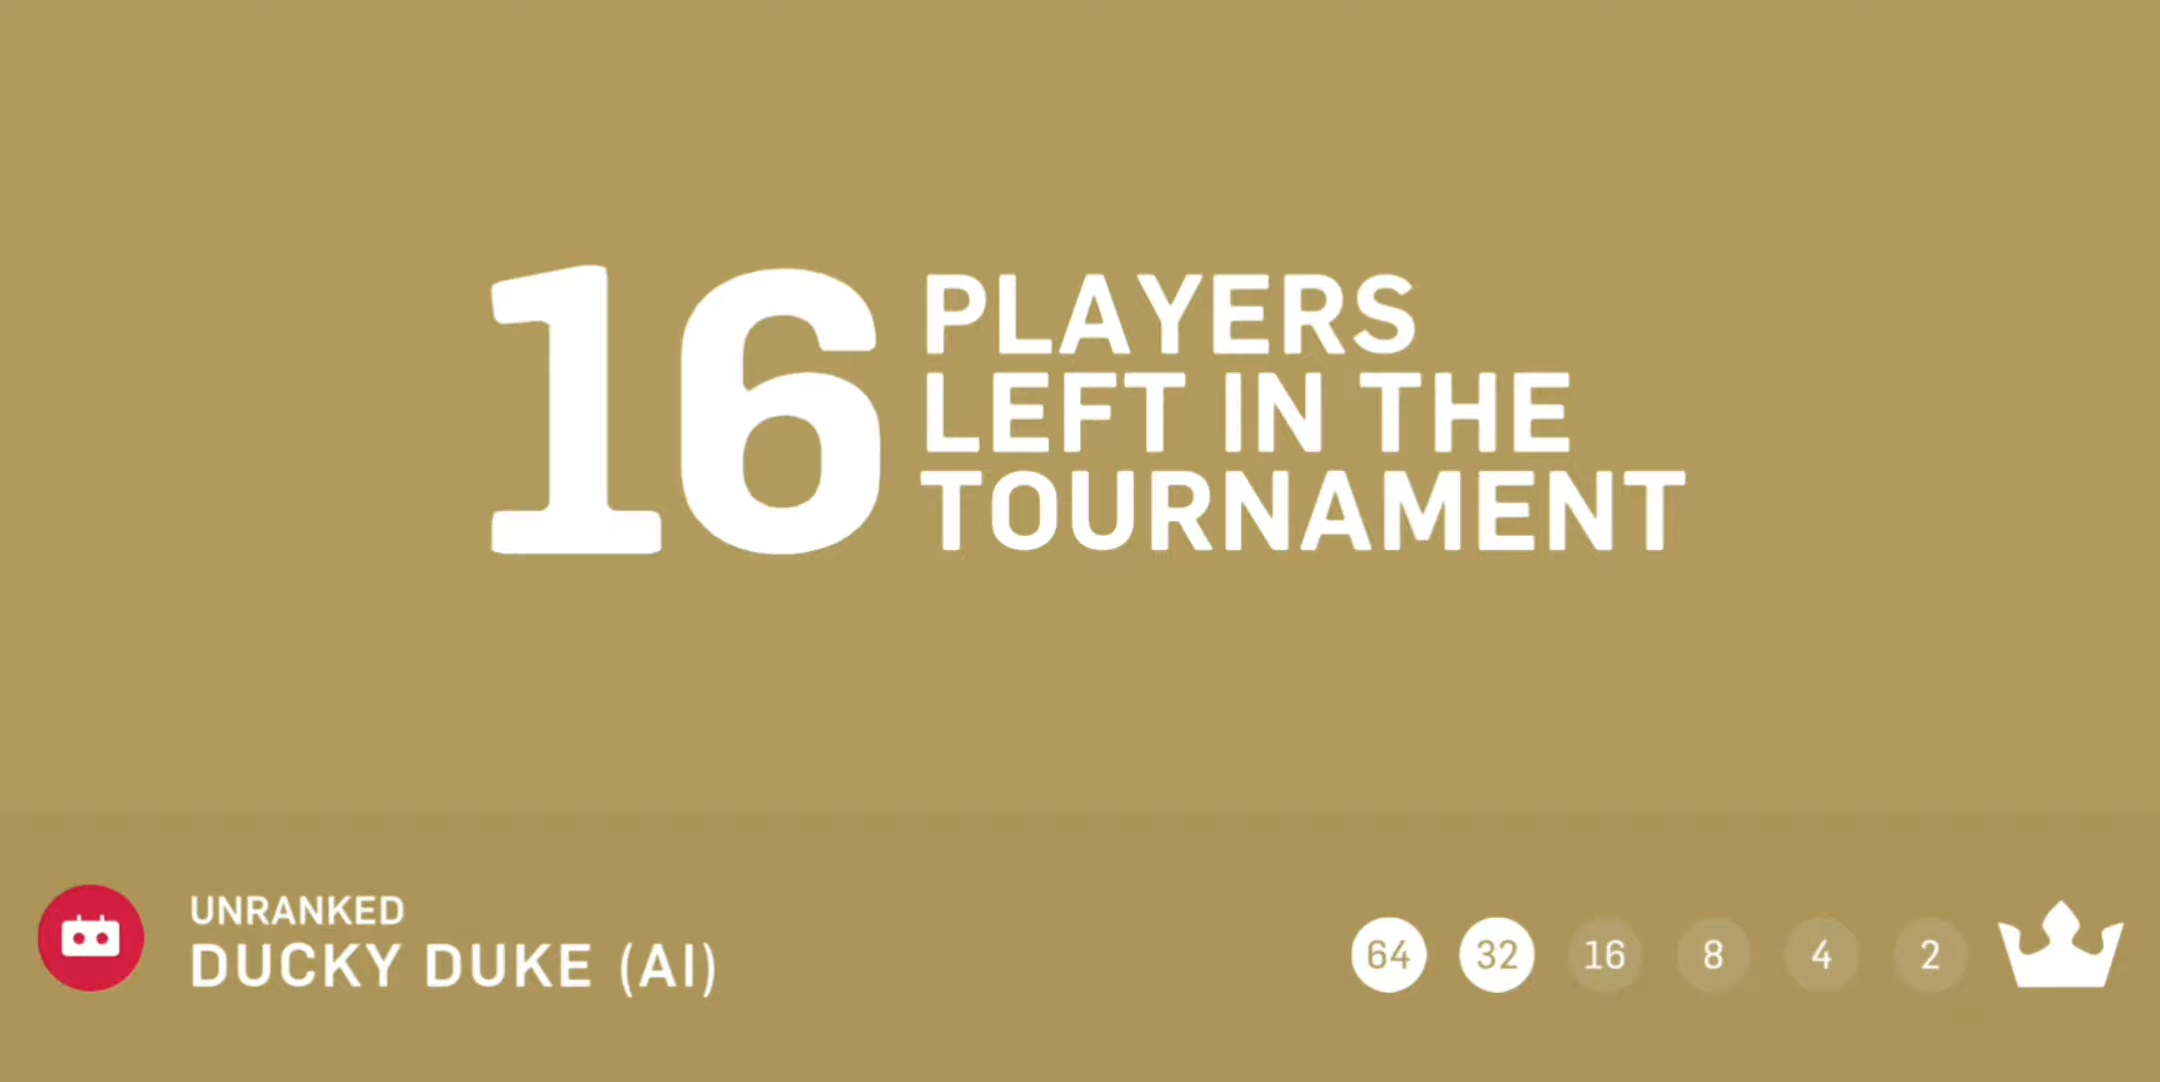 16
PLAYERS
LEFT IN THE
TOURNAMENT
UNRANKED
DUCKY DUKE (AI)
64 32 16 8 4 2